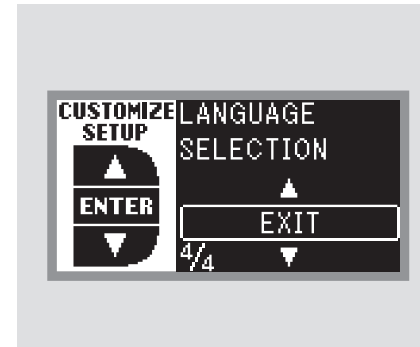 CUSTOMIZE
SETUP
ENTER
LANGUAGE
SELECTION
EXIT
4/4